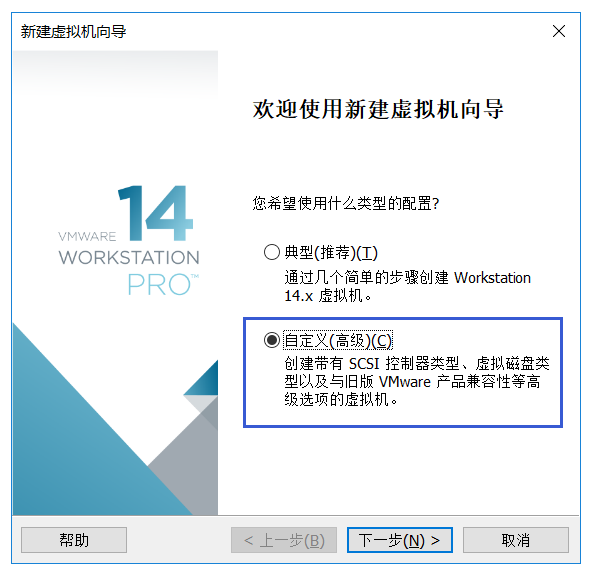 新建虚拟机向导
欢迎使用新建虚拟机向导
您希望使用什么类型的配置?
14
VMWARE
WORKSTATION
PRO™
典型(推荐)(T)
通过几个简单的步骤创建 Workstation
14.x 虚拟机。
自定义(高级)(C)
创建带有 SCSI 控制器类型、虚拟磁盘类
型以及与旧版 VMware 产品兼容性等高
级选项的虚拟机。
帮助
< 上一步(B)
下一步(N) >
取消